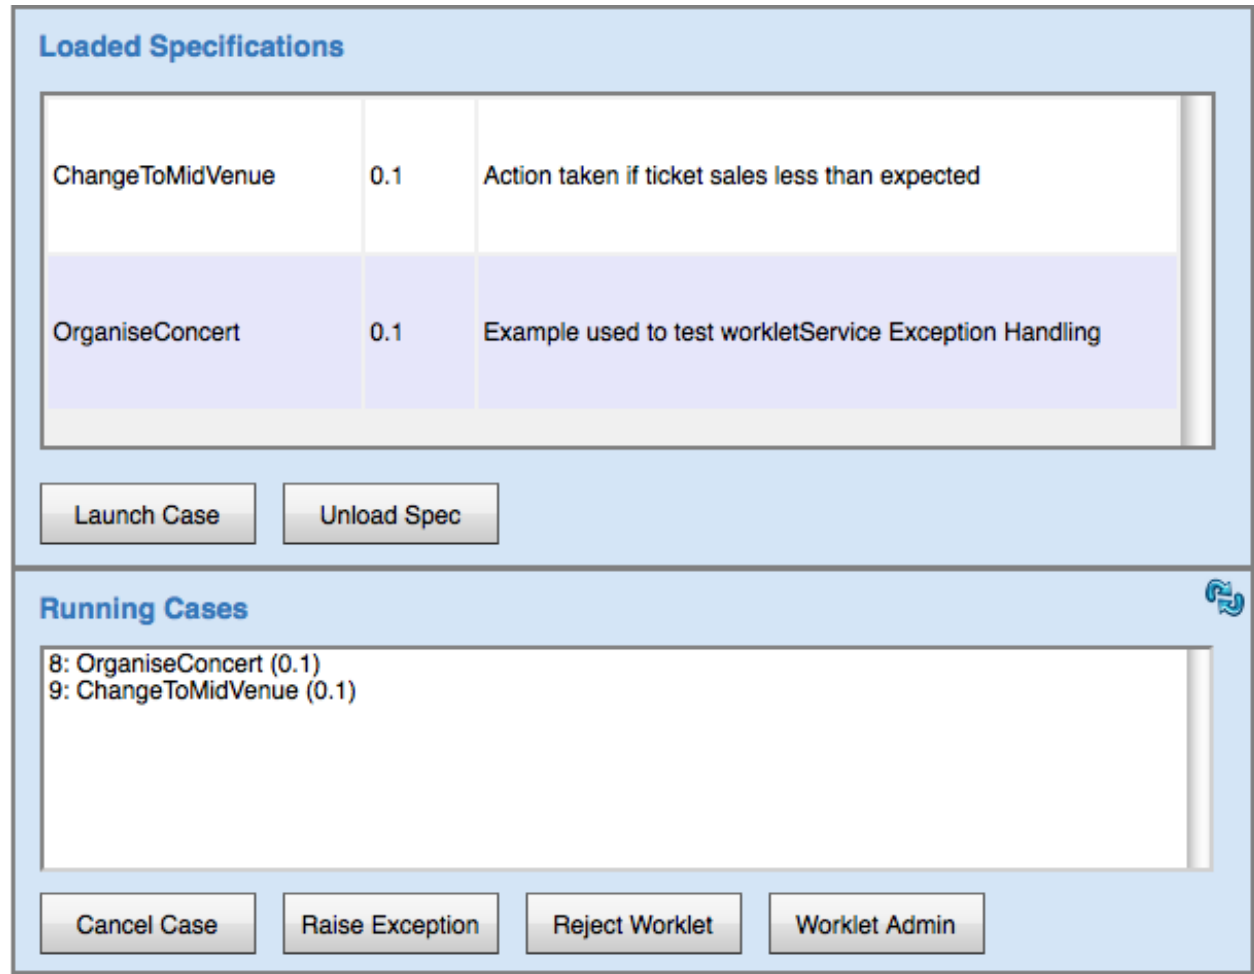 Loaded Specifications
ChangeToMidVenue 0.1 Action taken if ticket sales less than expected
OrganiseConcert 0.1 Example used to test workletService Exception Handling
Launch Case Unload Spec
Running Cases
8: OrganiseConcert (0.1)
9: ChangeToMidVenue (0.1)
Cancel Case Raise Exception Reject Worklet Worklet Admin